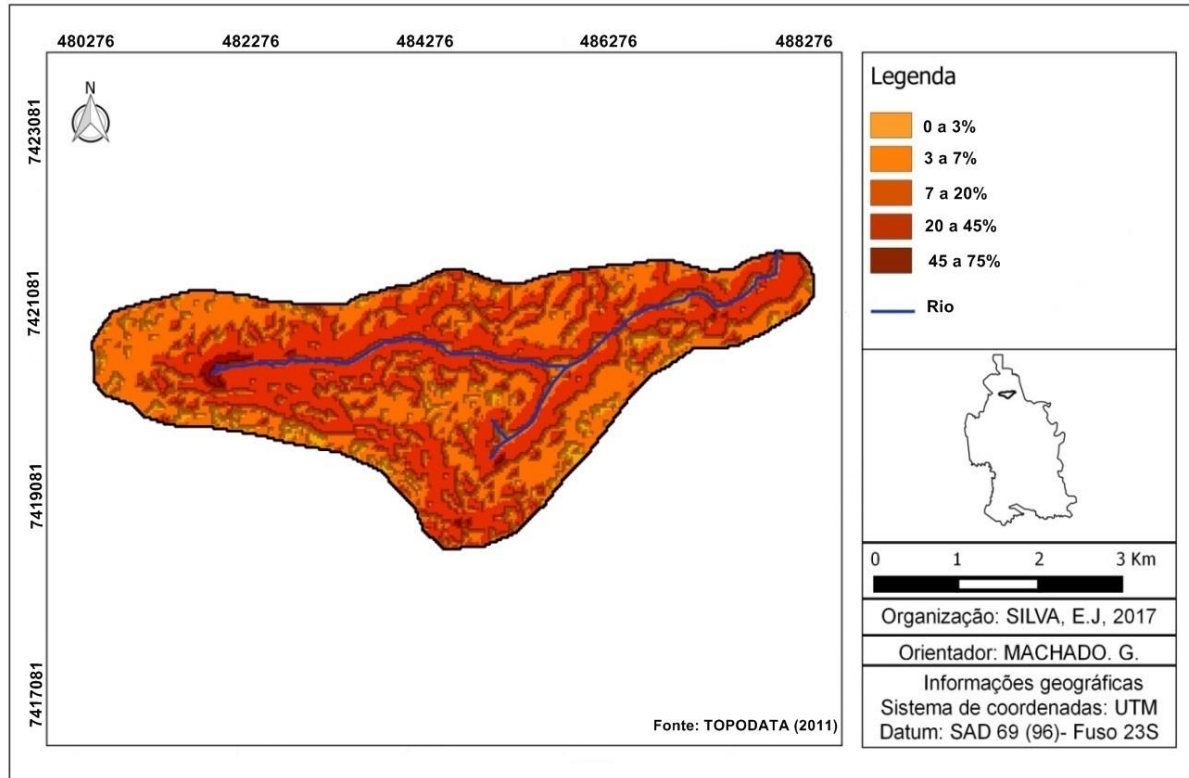 480276 482276 484276 486276 488276
N
7423081
7421081
7419081
7417081
Fonte: TOPODATA (2011)
Legenda
0 a 3%
3 a 7%
7 a 20%
20 a 45%
45 a 75%
Rio
0 1 2 3 Km
Organização: SILVA, E.J, 2017
Orientador: MACHADO. G.
Informações geográficas
Sistema de coordenadas: UTM
Datum: SAD 69 (96)- Fuso 23S